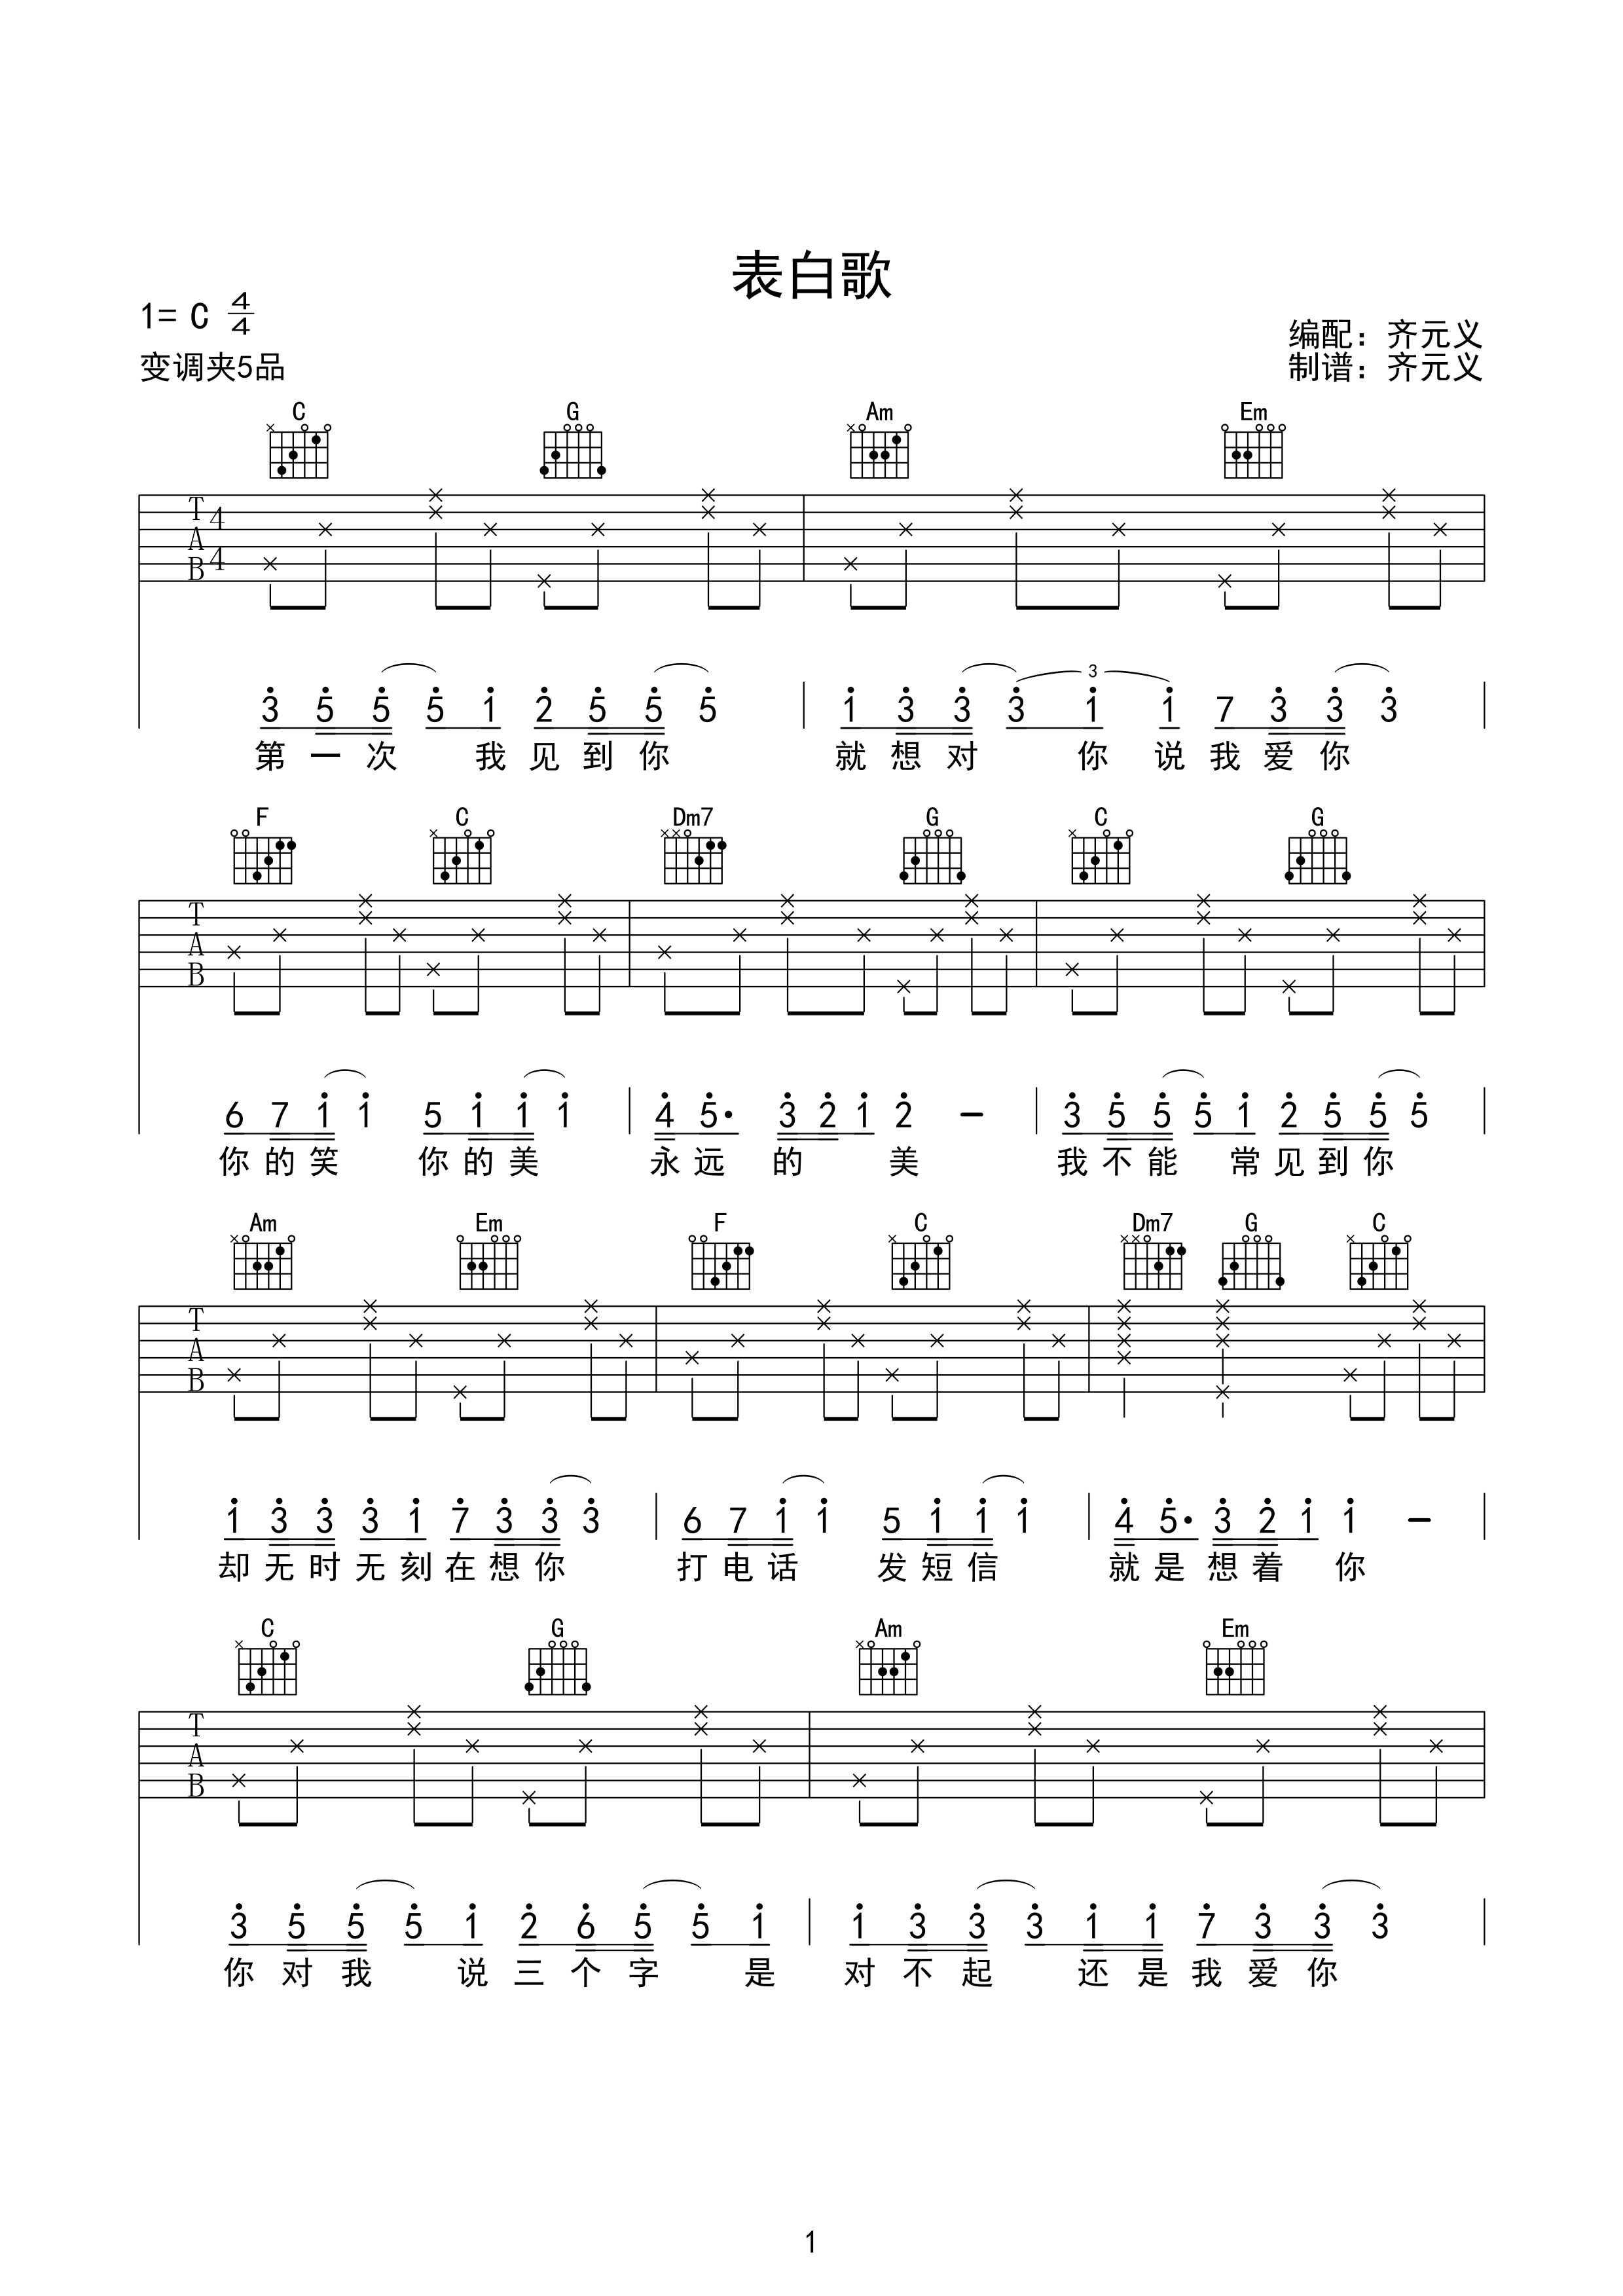 表白歌
1= C 4/4
变调夹5品
编配：齐元义
制谱：齐元义
C G Am Em
T A B 4 4
3 5 5 5 1 2 5 5 5 1 3 3 3 1 1 7 3 3 3
3
第一次 我见到你 就想对 你 说我爱你
F C Dm7 G C G
T A B
6 7 1 1 5 1 1 1 4 5· 3 2 1 2 – 3 5 5 5 1 2 5 5 5
你的笑 你的美 永远 的 美 我不能 常见到你
Am Em F C Dm7 G C
T A B
1 3 3 3 1 7 3 3 3 6 7 1 1 5 1 1 1 4 5· 3 2 1 1 –
却无时无刻在想你 打电话 发短信 就是想着 你
C G Am Em
T A B
3 5 5 5 1 2 6 5 5 1 1 3 3 3 1 1 7 3 3 3
你对我 说三个字 是 对不起 还是我爱你
1